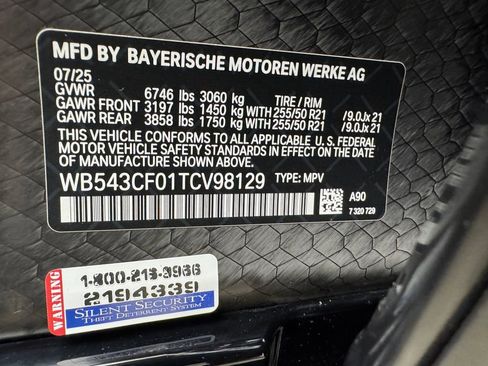 MFD BY BAYERISCHE MOTOREN WERKE AG
07/25
GVWR 6746 lbs 3060 kg TIRE / RIM
GAWR FRONT 3197 lbs 1450 kg WITH 255/50 R21 /9.0Jx21
GAWR REAR 3858 lbs 1750 kg WITH 255/50 R21 /9.0Jx21
THIS VEHICLE CONFORMS TO ALL APPLICABLE U. S. FEDERAL
MOTOR VEHICLE SAFETY STANDARDS IN EFFECT ON
THE DATE OF MANUFACTURE SHOWN ABOVE.
WB543CF01TCV98129 TYPE: MPV
A90
7 320 729
WARNING
1-800-213-9936
2194339
SILENT SECURITY
THEFT DETERRENT SYSTEM